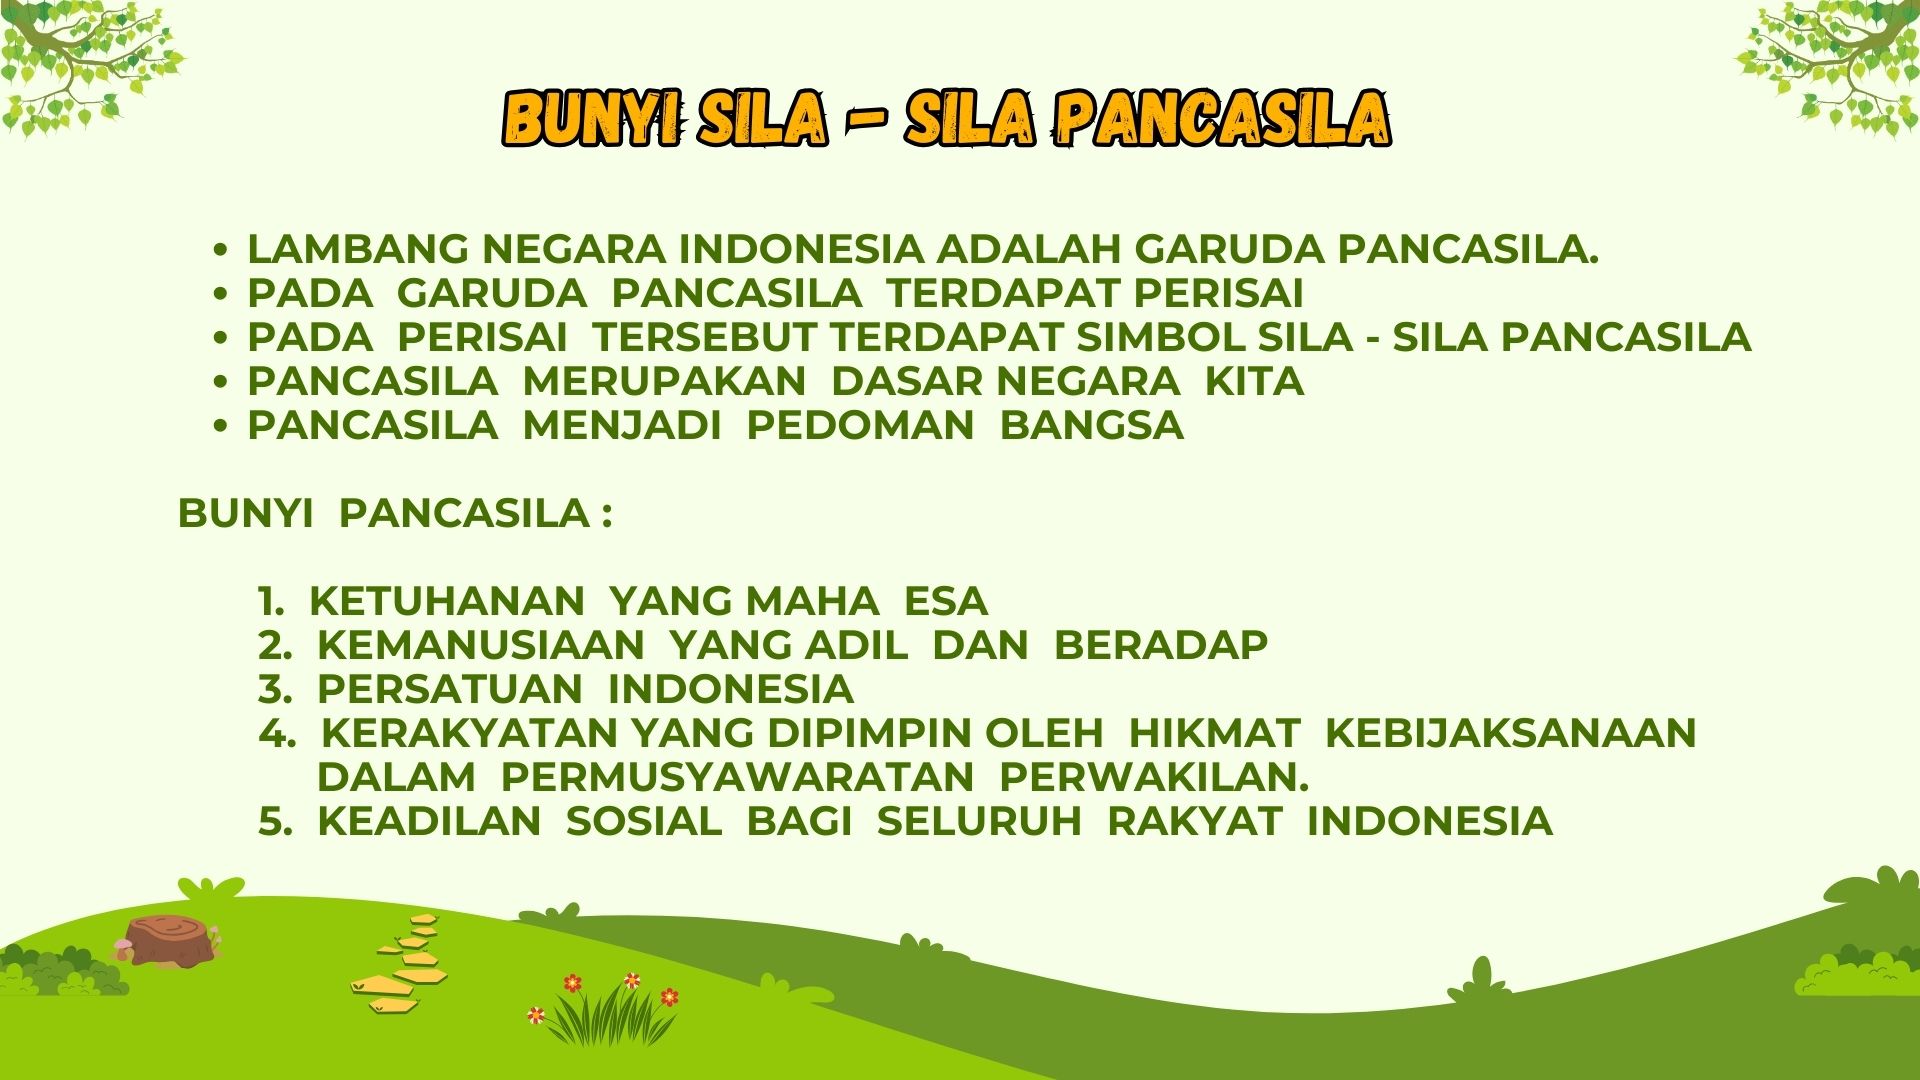 BUNYI SILA - SILA PANCASILA
• LAMBANG NEGARA INDONESIA ADALAH GARUDA PANCASILA.
• PADA GARUDA PANCASILA TERDAPAT PERISAI
• PADA PERISAI TERSEBUT TERDAPAT SIMBOL SILA - SILA PANCASILA
• PANCASILA MERUPAKAN DASAR NEGARA KITA
• PANCASILA MENJADI PEDOMAN BANGSA
BUNYI PANCASILA :
1. KETUHANAN YANG MAHA ESA
2. KEMANUSIAAN YANG ADIL DAN BERADAP
3. PERSATUAN INDONESIA
4. KERAKYATAN YANG DIPIMPIN OLEH HIKMAT KEBIJAKSANAAN
DALAM PERMUSYAWARATAN PERWAKILAN.
5. KEADILAN SOSIAL BAGI SELURUH RAKYAT INDONESIA